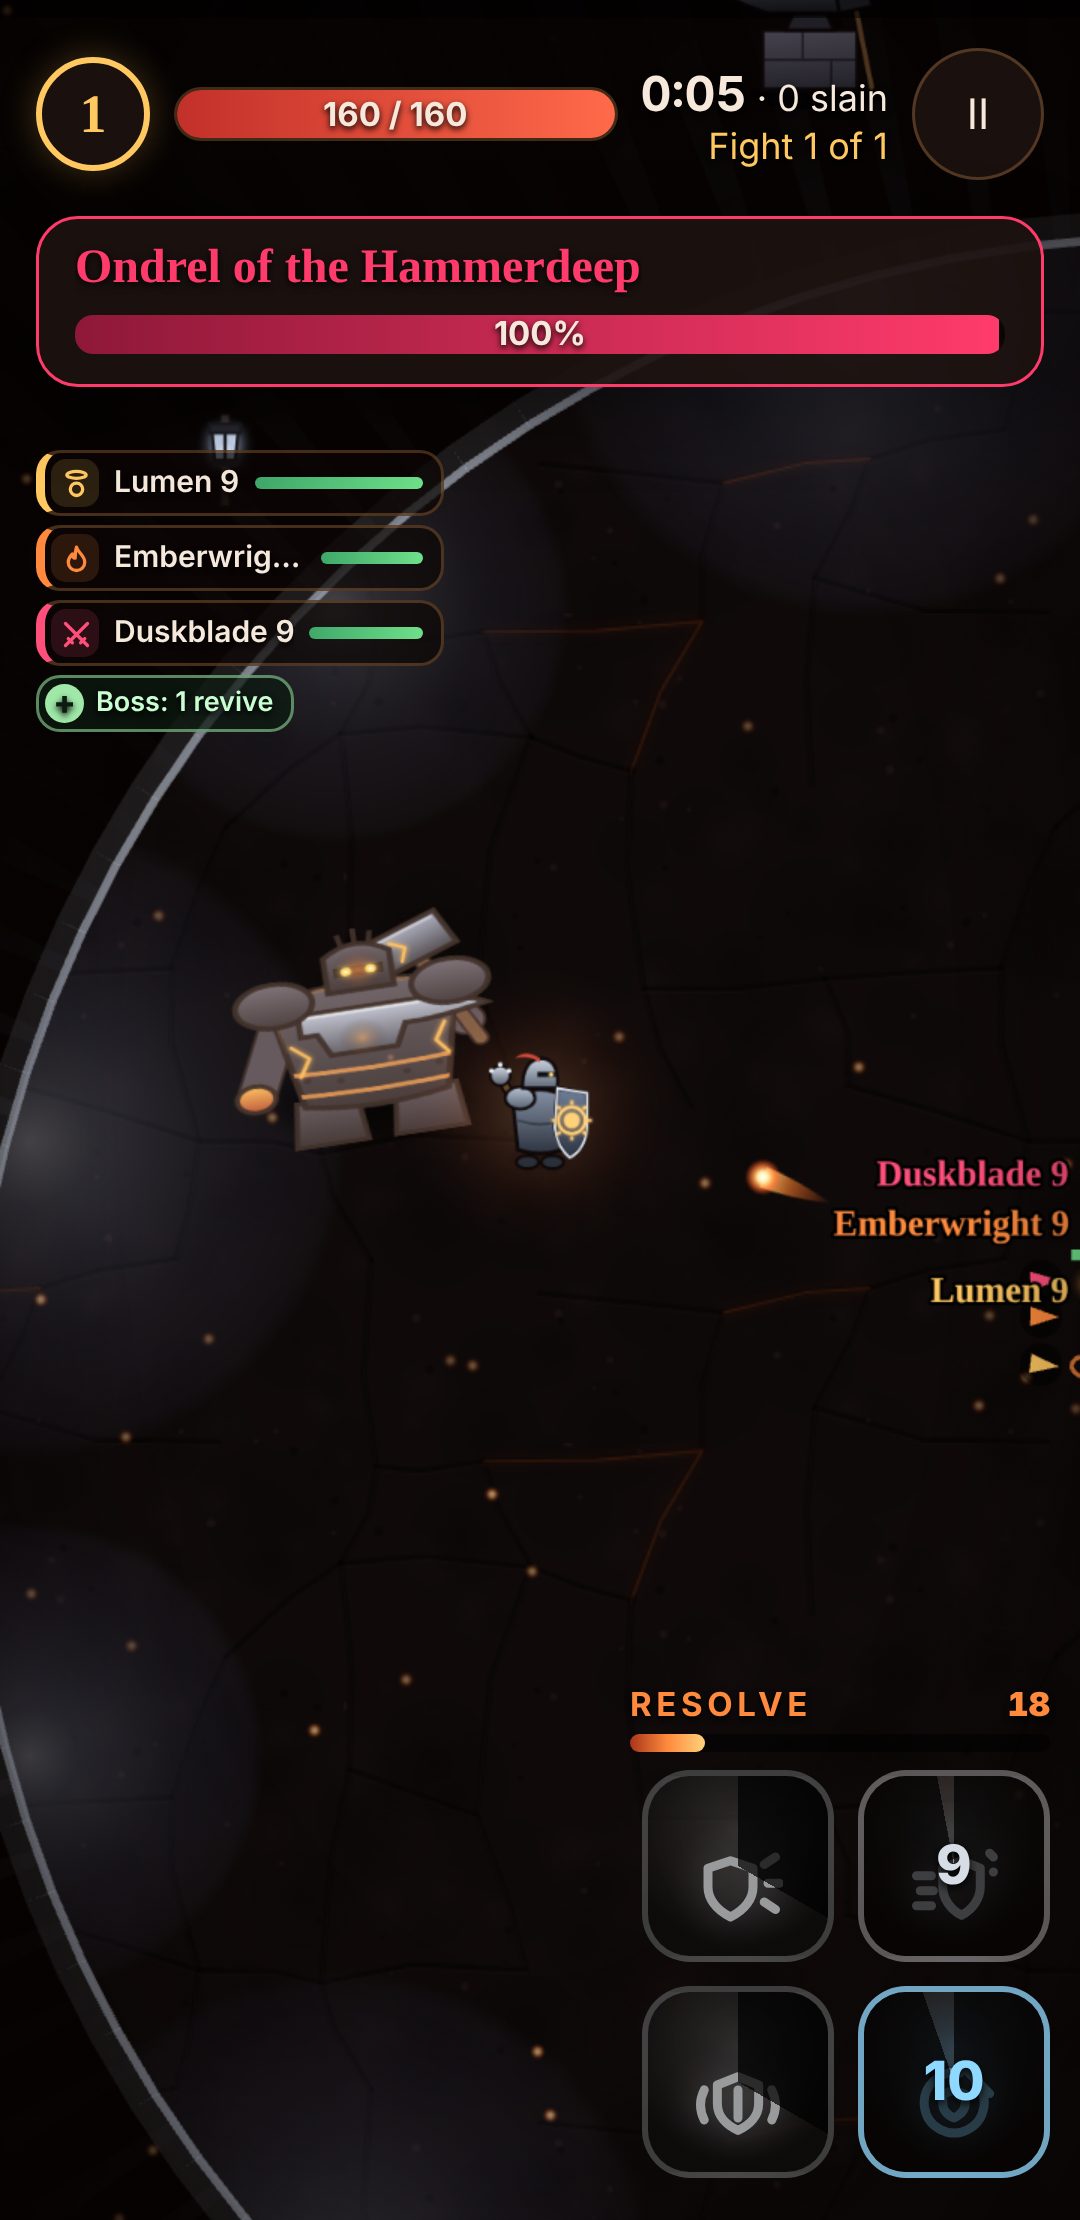 1
160 / 160
0:05 · 0 slain
Fight 1 of 1
Ondrel of the Hammerdeep
100%
Lumen 9
Emberwrig...
Duskblade 9
Boss: 1 revive
Duskblade 9
Emberwright 9
Lumen 9
RESOLVE 18
9
10